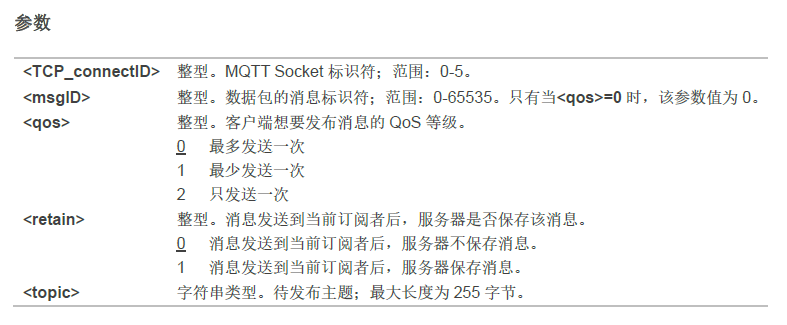 参数
<TCP_connectID> 整型。MQTT Socket 标识符；范围：0-5。
<msgID> 整型。数据包的消息标识符；范围：0-65535。只有当<qos>=0 时，该参数值为 0。
<qos> 整型。客户端想要发布消息的 QoS 等级。
0 最多发送一次
1 最少发送一次
2 只发送一次
<retain> 整型。消息发送到当前订阅者后，服务器是否保存该消息。
0 消息发送到当前订阅者后，服务器不保存消息。
1 消息发送到当前订阅者后，服务器保存消息。
<topic> 字符串类型。待发布主题；最大长度为 255 字节。